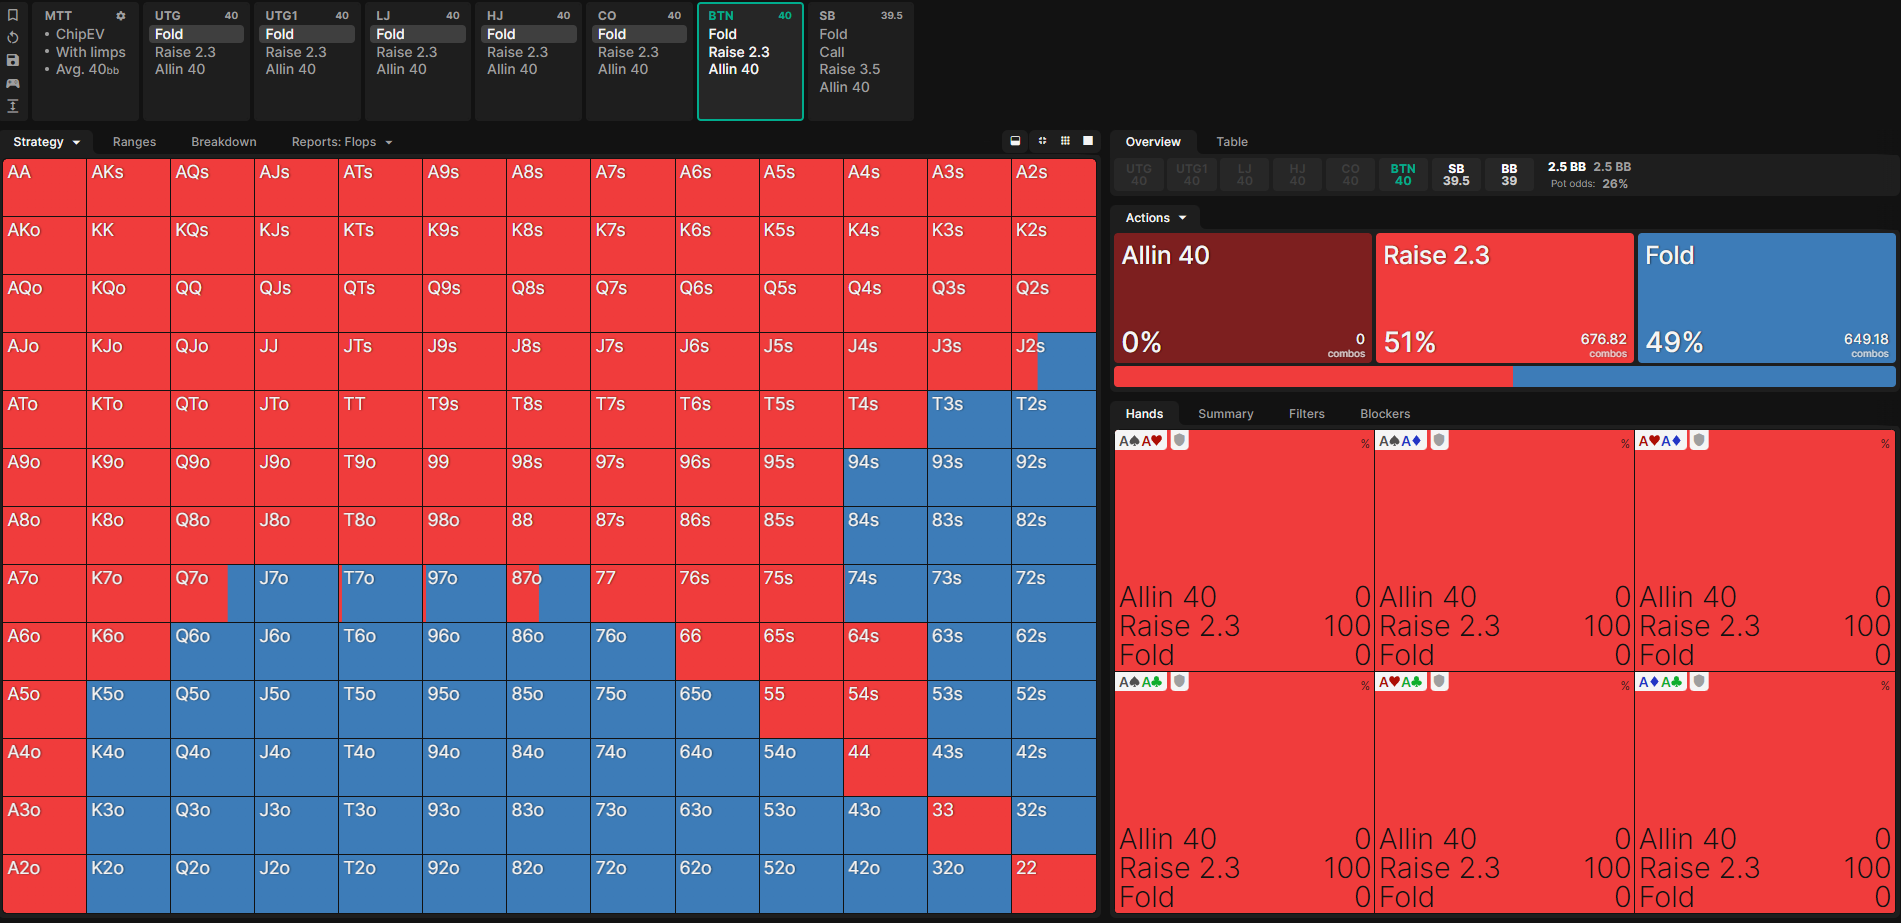 MTT
• ChipEV
• With limps
• Avg. 40bb
UTG 40
Fold
Raise 2.3
Allin 40
UTG1 40
Fold
Raise 2.3
Allin 40
LJ 40
Fold
Raise 2.3
Allin 40
HJ 40
Fold
Raise 2.3
Allin 40
CO 40
Fold
Raise 2.3
Allin 40
BTN 40
Fold
Raise 2.3
Allin 40
SB 39.5
Fold
Call
Raise 3.5
Allin 40
Strategy Ranges Breakdown Reports: Flops
AA AKs AQs AJs ATs A9s A8s A7s A6s A5s A4s A3s A2s
AKo KK KQs KJs KTs K9s K8s K7s K6s K5s K4s K3s K2s
AQo KQo QQ QJs QTs Q9s Q8s Q7s Q6s Q5s Q4s Q3s Q2s
AJo KJo QJo JJ JTs J9s J8s J7s J6s J5s J4s J3s J2s
ATo KTo QTo JTo TT T9s T8s T7s T6s T5s T4s T3s T2s
A9o K9o Q9o J9o T9o 99 98s 97s 96s 95s 94s 93s 92s
A8o K8o Q8o J8o T8o 98o 88 87s 86s 85s 84s 83s 82s
A7o K7o Q7o J7o T7o 97o 87o 77 76s 75s 74s 73s 72s
A6o K6o Q6o J6o T6o 96o 86o 76o 66 65s 64s 63s 62s
A5o K5o Q5o J5o T5o 95o 85o 75o 65o 55 54s 53s 52s
A4o K4o Q4o J4o T4o 94o 84o 74o 64o 54o 44 43s 42s
A3o K3o Q3o J3o T3o 93o 83o 73o 63o 53o 43o 33 32s
A2o K2o Q2o J2o T2o 92o 82o 72o 62o 52o 42o 32o 22
Overview Table
UTG UTG1 LJ HJ CO BTN SB BB
40 40 40 40 40 40 39.5 39
2.5 BB 2.5 BB
Pot odds: 26%
Actions
Allin 40
0%
0
combos
Raise 2.3
51%
676.82
combos
Fold
49%
649.18
combos
Hands Summary Filters Blockers
A♠A♥ %
Allin 40 0
Raise 2.3 100
Fold 0
A♠A♦ %
Allin 40 0
Raise 2.3 100
Fold 0
A♥A♦ %
Allin 40 0
Raise 2.3 100
Fold 0
A♠A♣ %
Allin 40 0
Raise 2.3 100
Fold 0
A♥A♣ %
Allin 40 0
Raise 2.3 100
Fold 0
A♦A♣ %
Allin 40 0
Raise 2.3 100
Fold 0